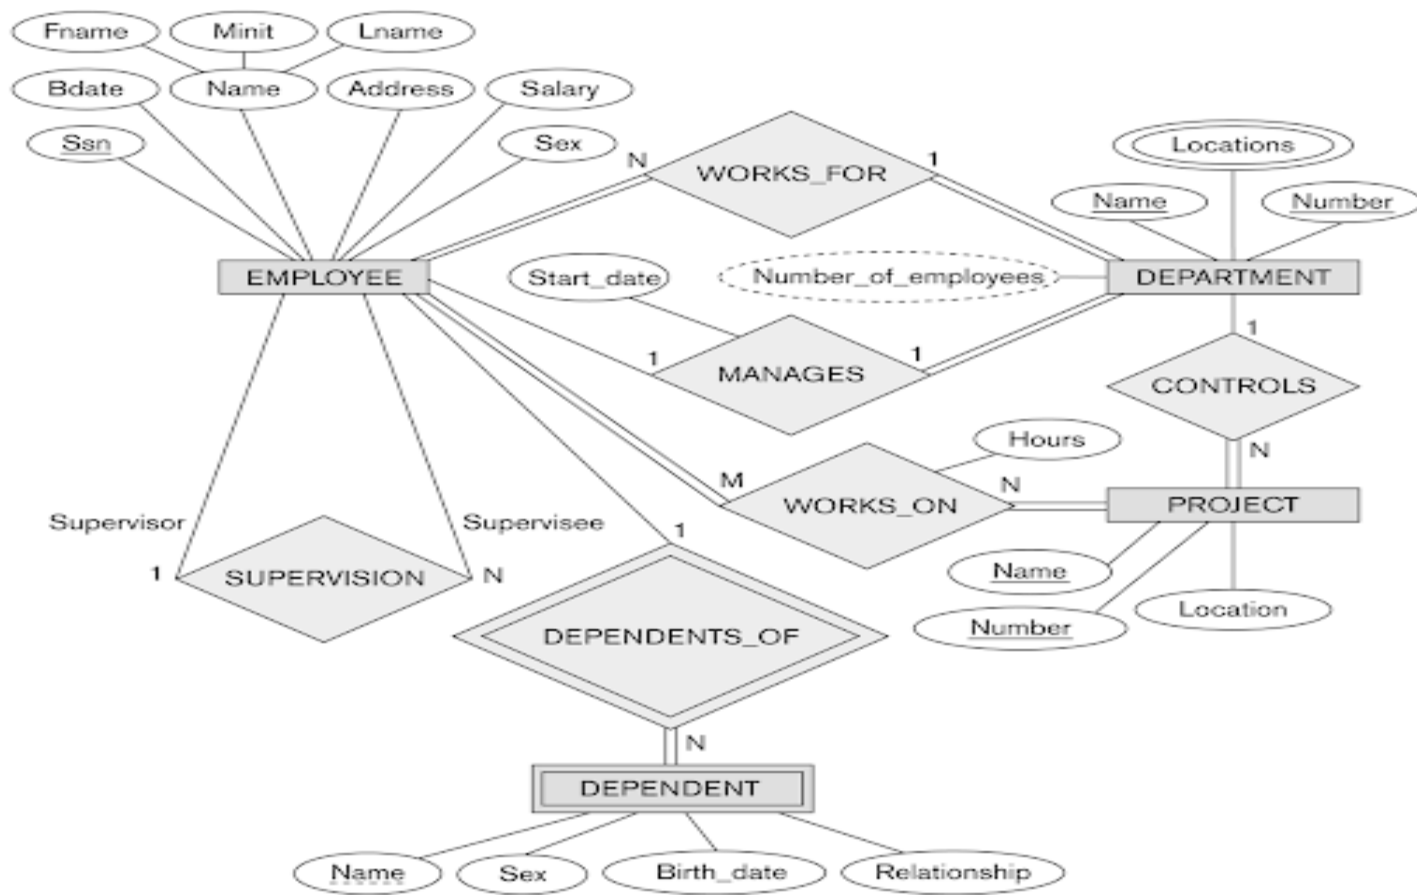 Fname Minit Lname
Bdate Name Address Salary
Ssn Sex
N WORKS_FOR 1
Locations
Name Number
EMPLOYEE Start_date Number_of_employees DEPARTMENT
1 MANAGES 1
1
CONTROLS
N
Hours
M WORKS_ON N PROJECT
Supervisor Supervisee
1 SUPERVISION N
1
Name
Number Location
DEPENDENTS_OF
N
DEPENDENT
Name Sex Birth_date Relationship